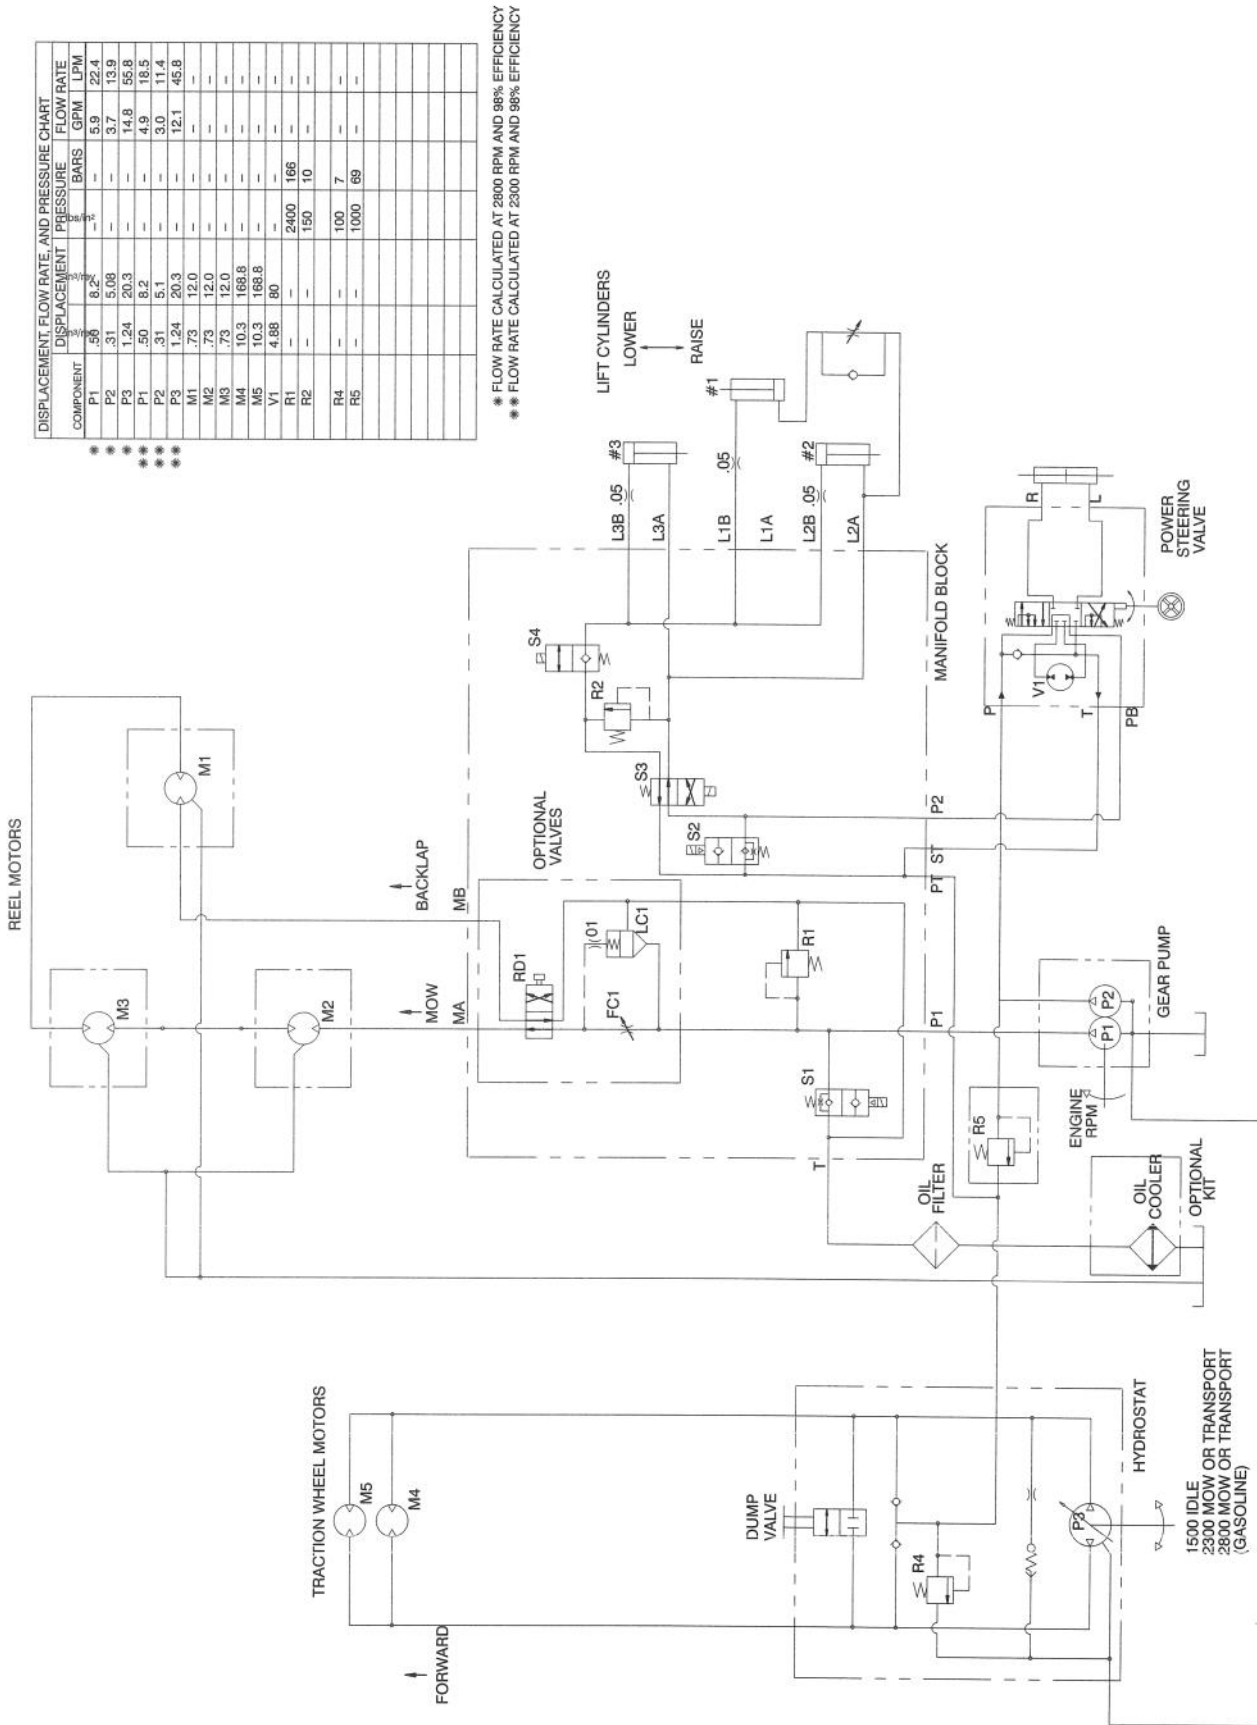 DISPLACEMENT, FLOW RATE, AND PRESSURE CHART
COMPONENT DISPLACEMENT PRESSURE FLOW RATE
in³/rev in³/rev lbs/in² BARS GPM LPM
* P1 .50 8.2 – – 5.9 22.4
* P2 .31 5.08 – – 3.7 13.9
* P3 1.24 20.3 – – 14.8 55.8
** P1 .50 8.2 – – 4.9 18.5
** P2 .31 5.1 – – 3.0 11.4
** P3 1.24 20.3 – – 12.1 45.8
M1 .73 12.0 – – – –
M2 .73 12.0 – – – –
M3 .73 12.0 – – – –
M4 10.3 168.8 – – – –
M5 10.3 168.8 – – – –
V1 4.88 80 – – – –
R1 – – 2400 166 – –
R2 – – 150 10 – –
R4 – – 100 7 – –
R5 – – 1000 69 – –
* FLOW RATE CALCULATED AT 2800 RPM AND 98% EFFICIENCY
** FLOW RATE CALCULATED AT 2300 RPM AND 98% EFFICIENCY
REEL MOTORS
M3
M1
M2
BACKLAP
MB
MOW
MA
OPTIONAL
VALVES
RD1
O1
LC1
FC1
R1
S1
T
P1
S4
R2
S3
S2
PT
ST
P2
MANIFOLD BLOCK
L3B
.05
L3A
#3
L1B
.05
L1A
#1
L2B
.05
L2A
#2
LIFT CYLINDERS
LOWER
RAISE
P
T
PB
V1
R
L
POWER
STEERING
VALVE
P1
P2
GEAR PUMP
ENGINE
RPM
R5
OIL
FILTER
OIL
COOLER
OPTIONAL
KIT
TRACTION WHEEL MOTORS
M5
M4
FORWARD
DUMP
VALVE
R4
P3
HYDROSTAT
1500 IDLE
2300 MOW OR TRANSPORT
2800 MOW OR TRANSPORT
(GASOLINE)